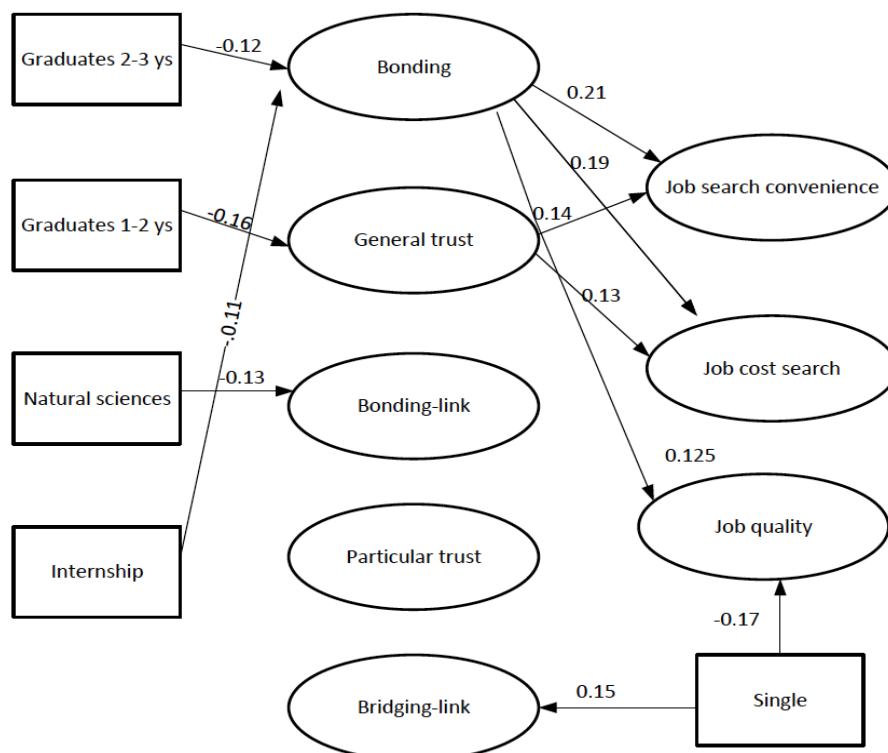 Graduates 2-3 ys
-0.12
Bonding
0.21
Job search convenience
0.19
Graduates 1-2 ys
-0.16
General trust
0.14
0.13
-.0.11
Natural sciences
-0.13
Bonding-link
Job cost search
0.125
Job quality
Internship
Particular trust
-0.17
Bridging-link
0.15
Single